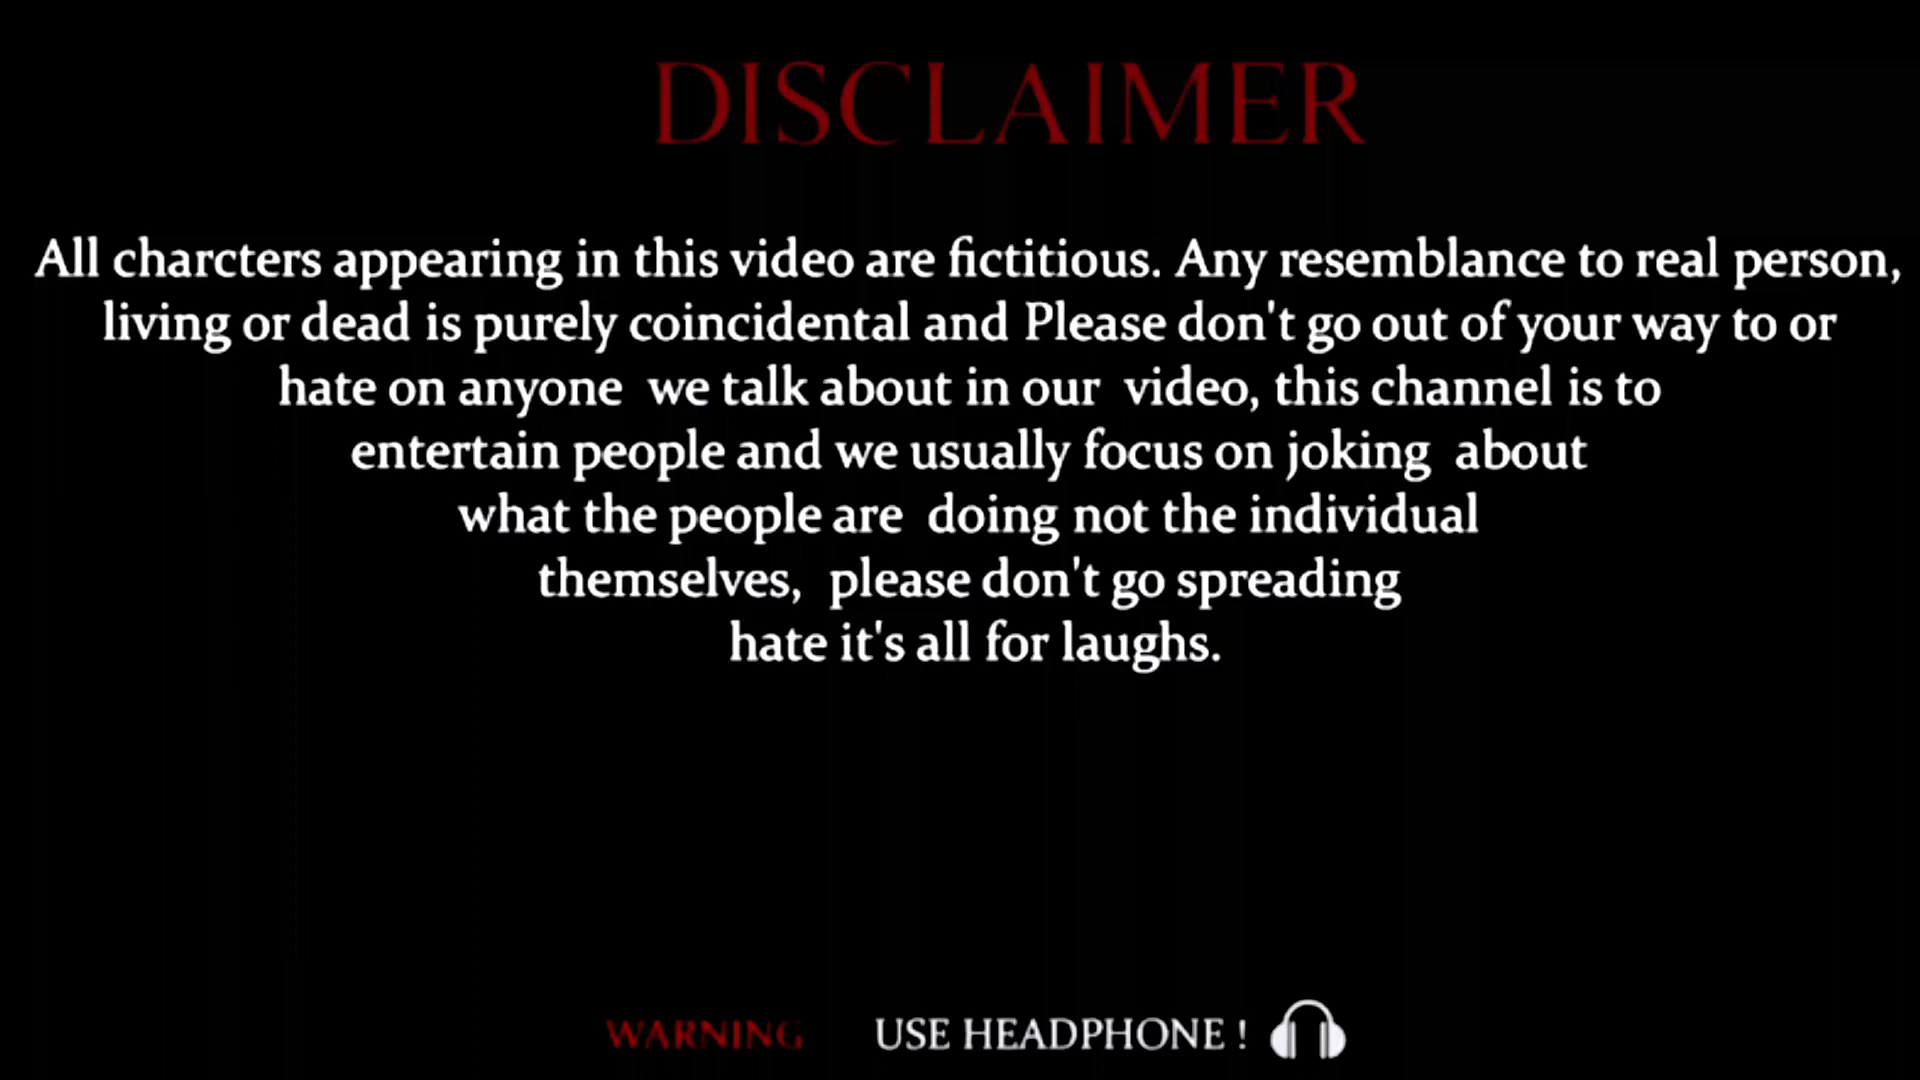 DISCLAIMER
All charcters appearing in this video are fictitious. Any resemblance to real person,
living or dead is purely coincidental and Please don't go out of your way to or
hate on anyone we talk about in our video, this channel is to
entertain people and we usually focus on joking about
what the people are doing not the individual
themselves, please don't go spreading
hate it's all for laughs.
WARNING USE HEADPHONE !